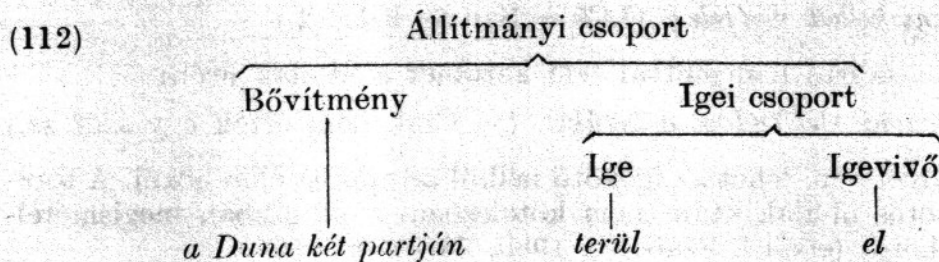 (112) Állítmányi csoport
Bővítmény Igei csoport
Ige Igevivő
a Duna két partján terül el